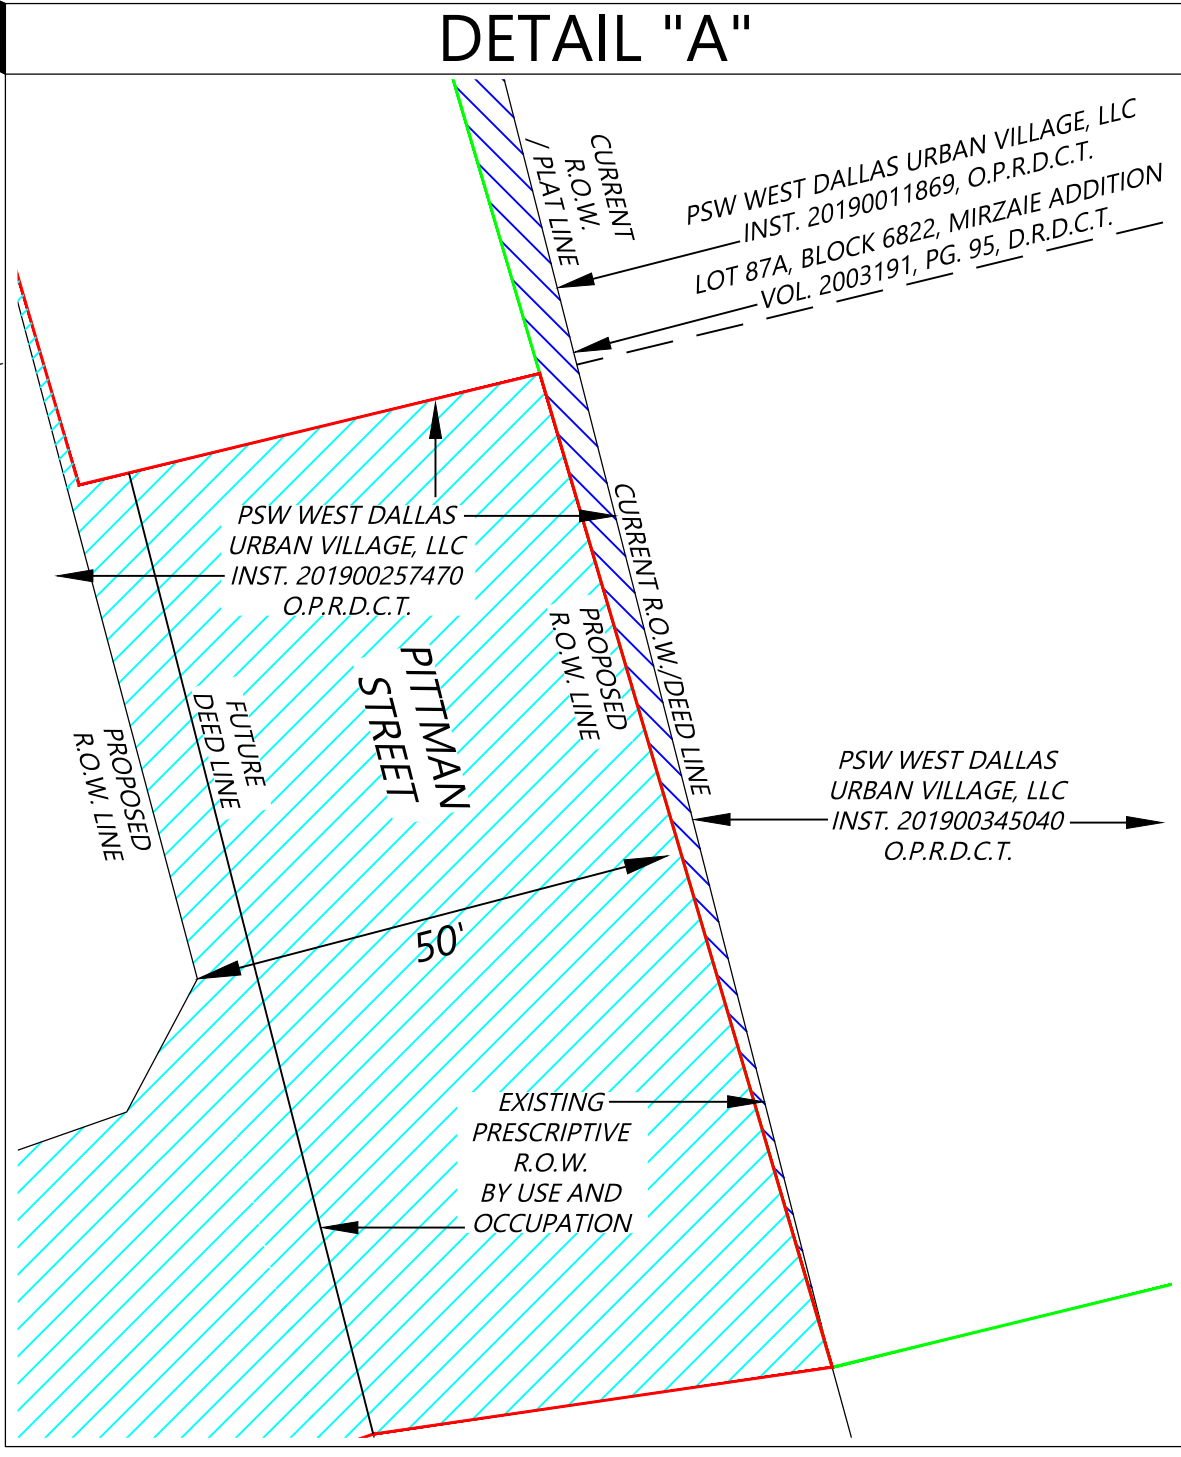 DETAIL "A"
CURRENT
R.O.W.
/ PLAT LINE
PSW WEST DALLAS URBAN VILLAGE, LLC
INST. 20190011869, O.P.R.D.C.T.
LOT 87A, BLOCK 6822, MIRZAIE ADDITION
VOL. 2003191, PG. 95, D.R.D.C.T.
PSW WEST DALLAS
URBAN VILLAGE, LLC
INST. 201900257470
O.P.R.D.C.T.
CURRENT R.O.W./DEED LINE
PROPOSED
R.O.W. LINE
PITTMAN
STREET
FUTURE
DEED LINE
PROPOSED
R.O.W. LINE
PSW WEST DALLAS
URBAN VILLAGE, LLC
INST. 201900345040
O.P.R.D.C.T.
50'
EXISTING
PRESCRIPTIVE
R.O.W.
BY USE AND
OCCUPATION